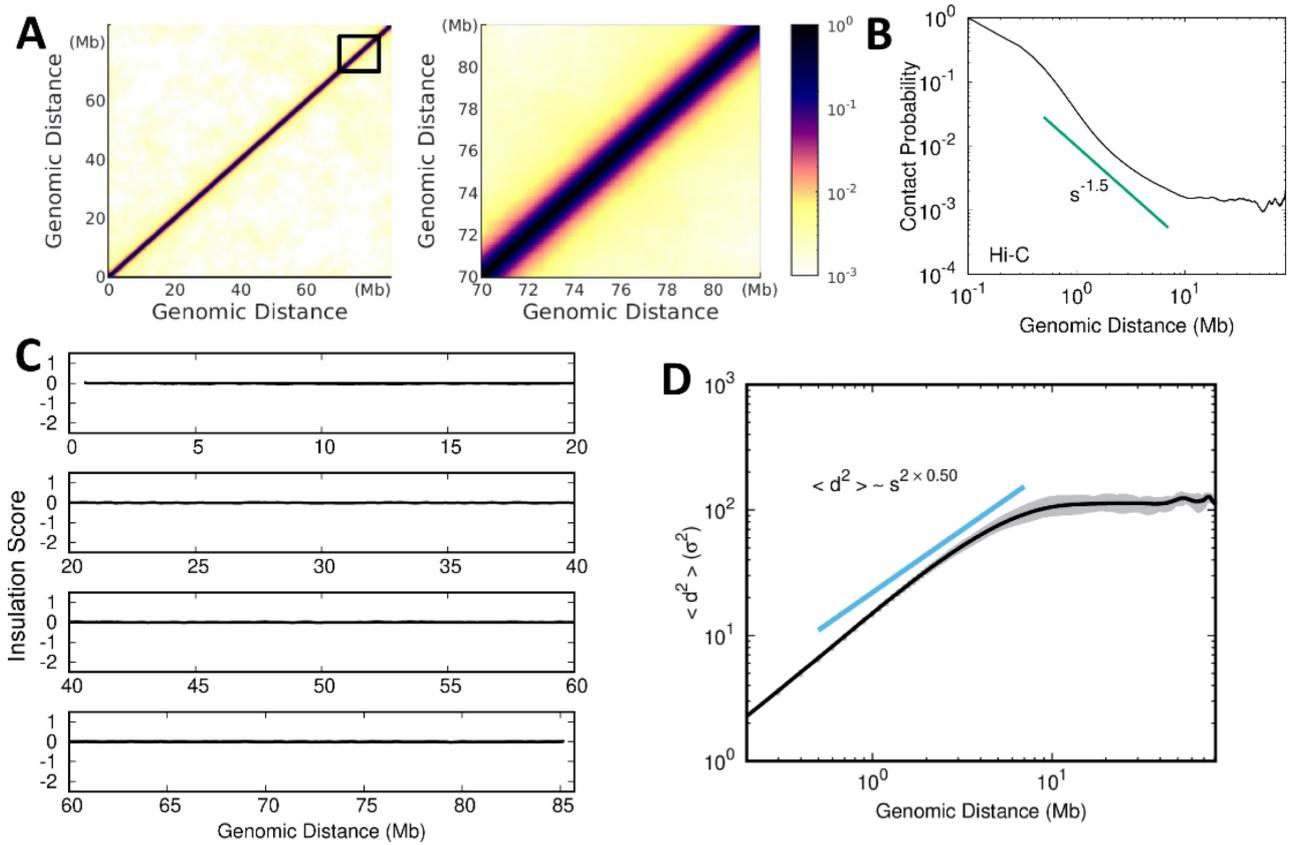 A
(Mb)
60
40
20
0
Genomic Distance
0 20 40 60 (Mb)
Genomic Distance
(Mb)
80
78
76
74
72
70
Genomic Distance
70 72 74 76 78 80 (Mb)
Genomic Distance
10^0
10^-1
10^-2
10^-3
B
10^0
10^-1
10^-2
10^-3
10^-4
Contact Probability
s^-1.5
Hi-C
10^-1 10^0 10^1
Genomic Distance (Mb)
C
Insulation Score
1
0
-1
-2
0 5 10 15 20
1
0
-1
-2
20 25 30 35 40
1
0
-1
-2
40 45 50 55 60
1
0
-1
-2
60 65 70 75 80 85
Genomic Distance (Mb)
D
10^3
10^2
10^1
10^0
< d^2 > (σ^2)
< d^2 > ~ s^2 × 0.50
10^0 10^1
Genomic Distance (Mb)